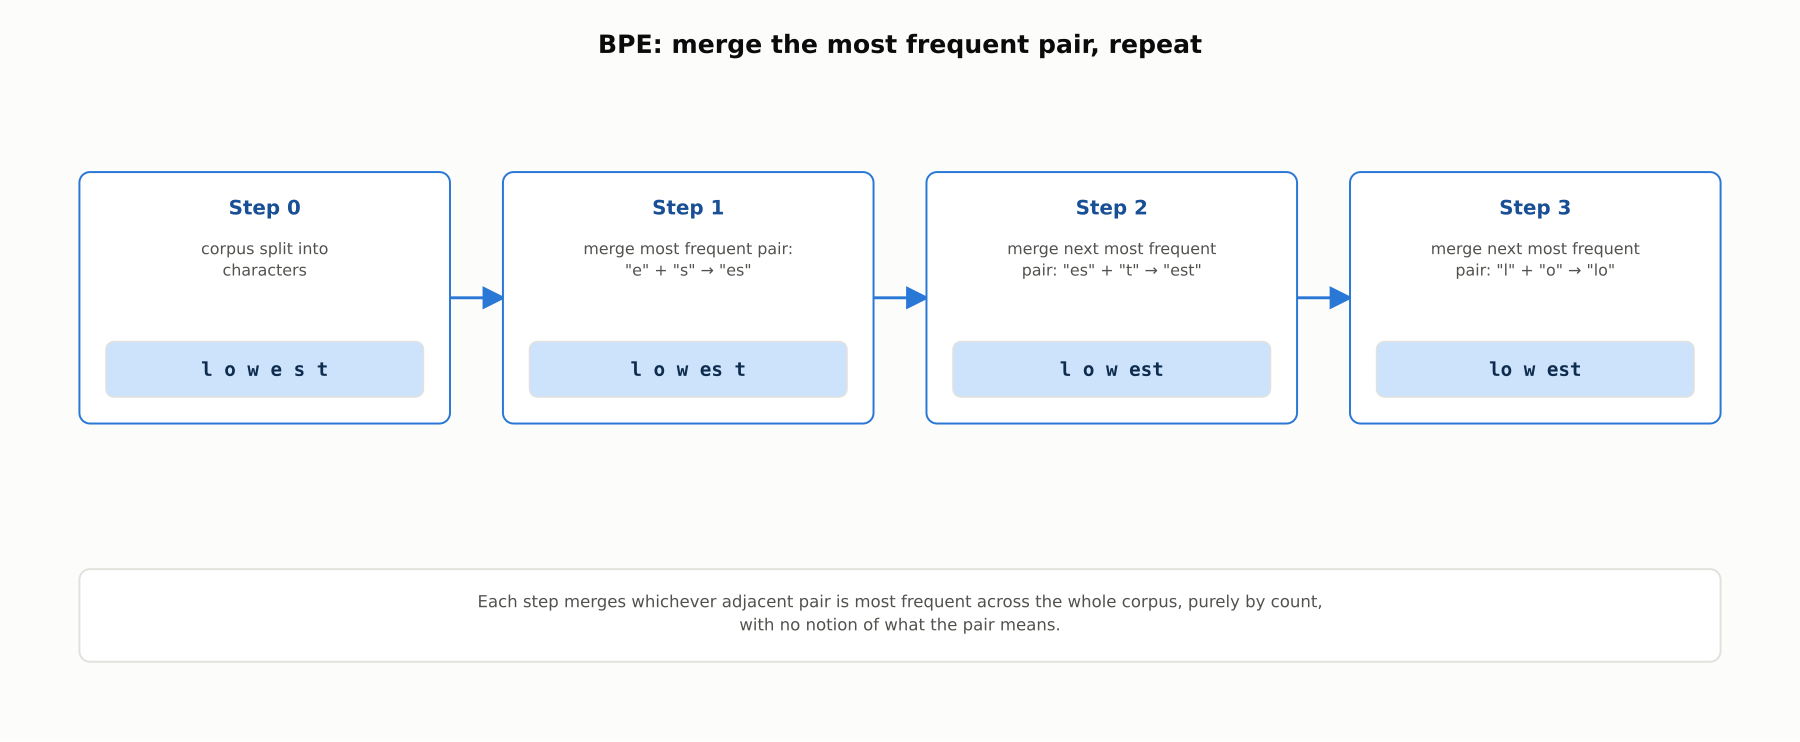 BPE: merge the most frequent pair, repeat
Step 0
corpus split into
characters
l o w e s t
Step 1
merge most frequent pair:
"e" + "s" → "es"
l o w es t
Step 2
merge next most frequent
pair: "es" + "t" → "est"
l o w est
Step 3
merge next most frequent
pair: "l" + "o" → "lo"
lo w est
Each step merges whichever adjacent pair is most frequent across the whole corpus, purely by count,
with no notion of what the pair means.